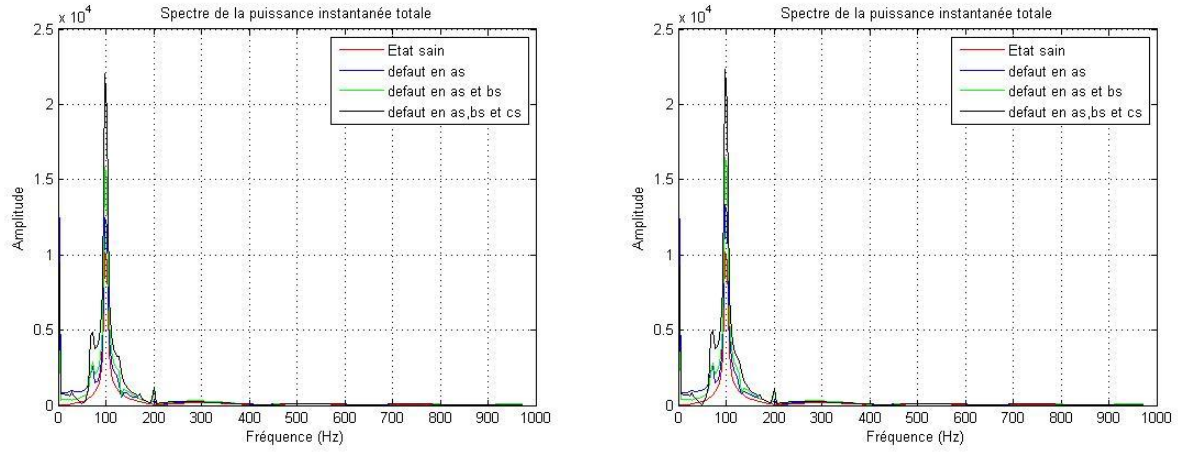 Spectre de la puissance instantanée totale
x 10^4
2.5
2
1.5
1
0.5
0
Amplitude
0 100 200 300 400 500 600 700 800 900 1000
Fréquence (Hz)
Etat sain
defaut en as
defaut en as et bs
defaut en as,bs et cs
Spectre de la puissance instantanée totale
x 10^4
2.5
2
1.5
1
0.5
0
Amplitude
0 100 200 300 400 500 600 700 800 900 1000
Fréquence (Hz)
Etat sain
defaut en as
defaut en as et bs
defaut en as,bs et cs